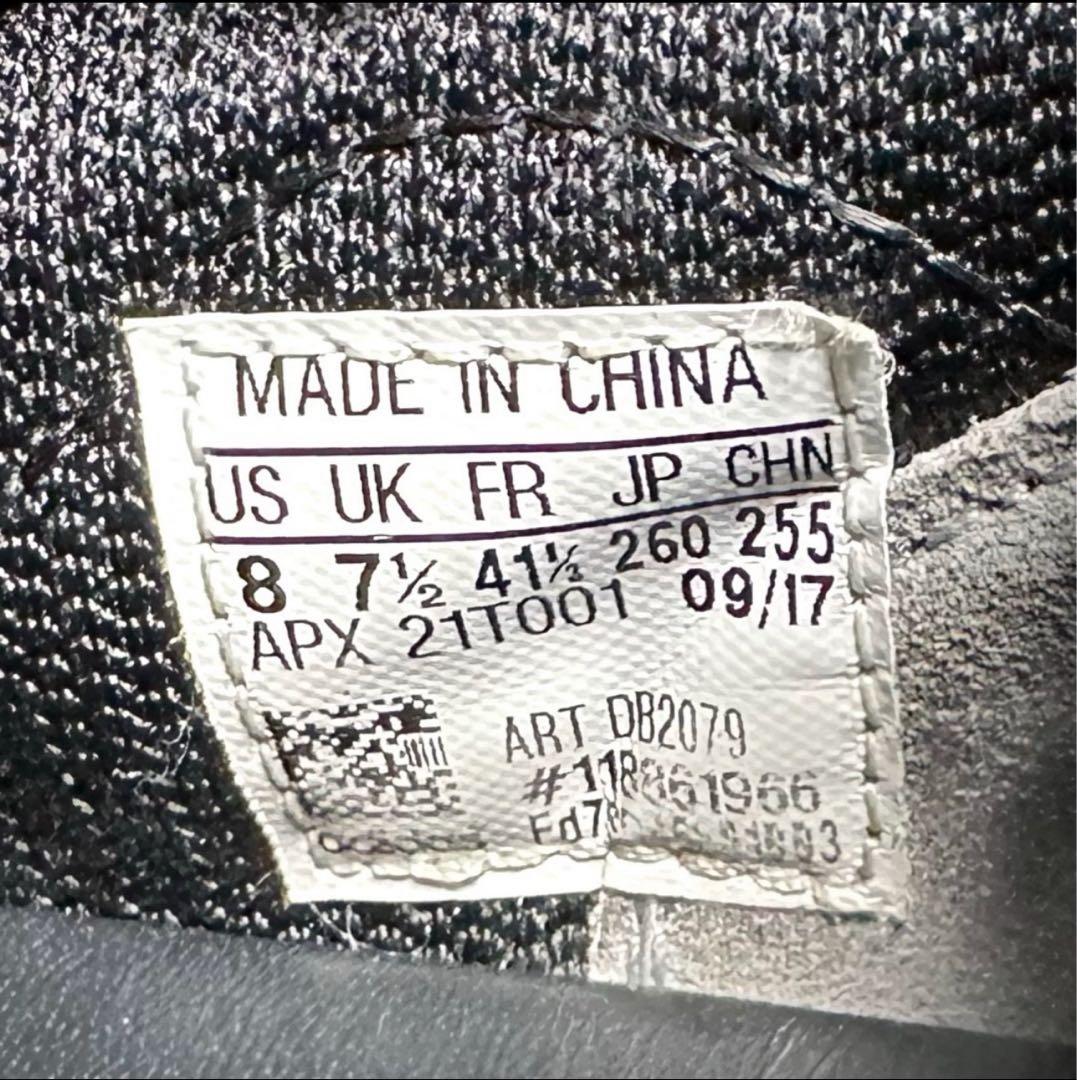 MADE IN CHINA
US UK FR JP CHN
8 7½ 41⅓ 260 255
APX 21T001 09/17
ART DB2079
#118861966